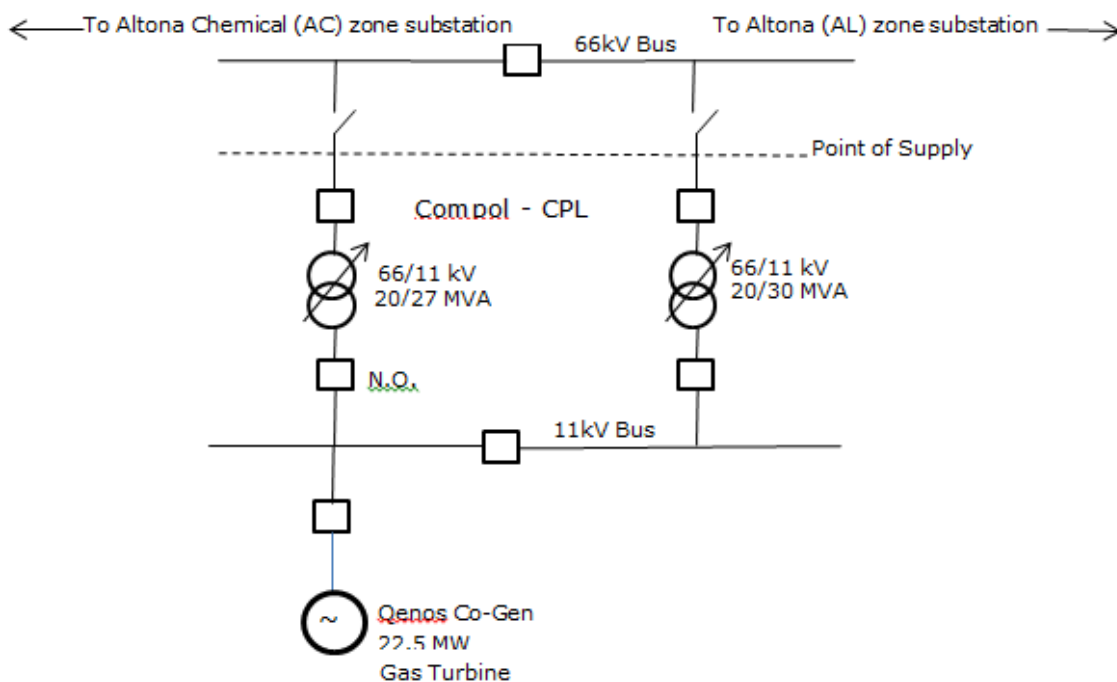 To Altona Chemical (AC) zone substation
To Altona (AL) zone substation
66kV Bus
Point of Supply
Compol - CPL
66/11 kV
20/27 MVA
66/11 kV
20/30 MVA
N.O.
11kV Bus
~
Qenos Co-Gen
22.5 MW
Gas Turbine